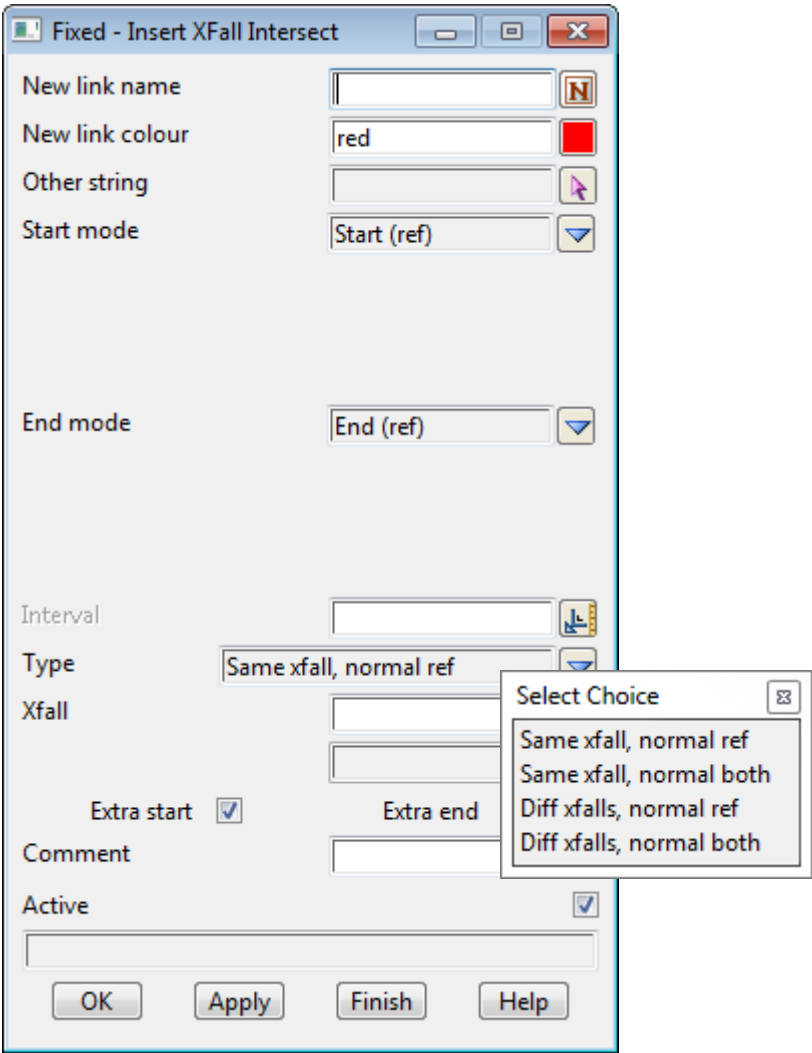 Fixed - Insert XFall Intersect
New link name
N
New link colour red
Other string
Start mode Start (ref)
End mode End (ref)
Interval
Type Same xfall, normal ref
Xfall
Select Choice
Same xfall, normal ref
Same xfall, normal both
Diff xfalls, normal ref
Diff xfalls, normal both
Extra start Extra end
Comment
Active
OK Apply Finish Help